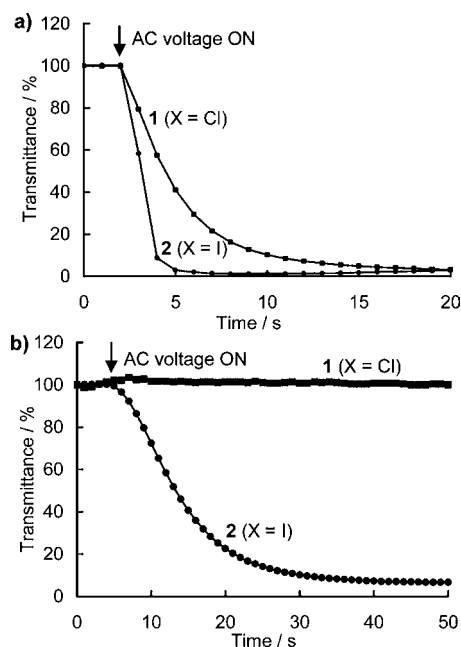 a)
120
AC voltage ON
100
80
1 (X = Cl)
60
40
2 (X = I)
20
0
0 5 10 15 20
Transmittance / %
Time / s
b)
120
AC voltage ON
1 (X = Cl)
100
80
60
40
2 (X = I)
20
0
0 10 20 30 40 50
Transmittance / %
Time / s